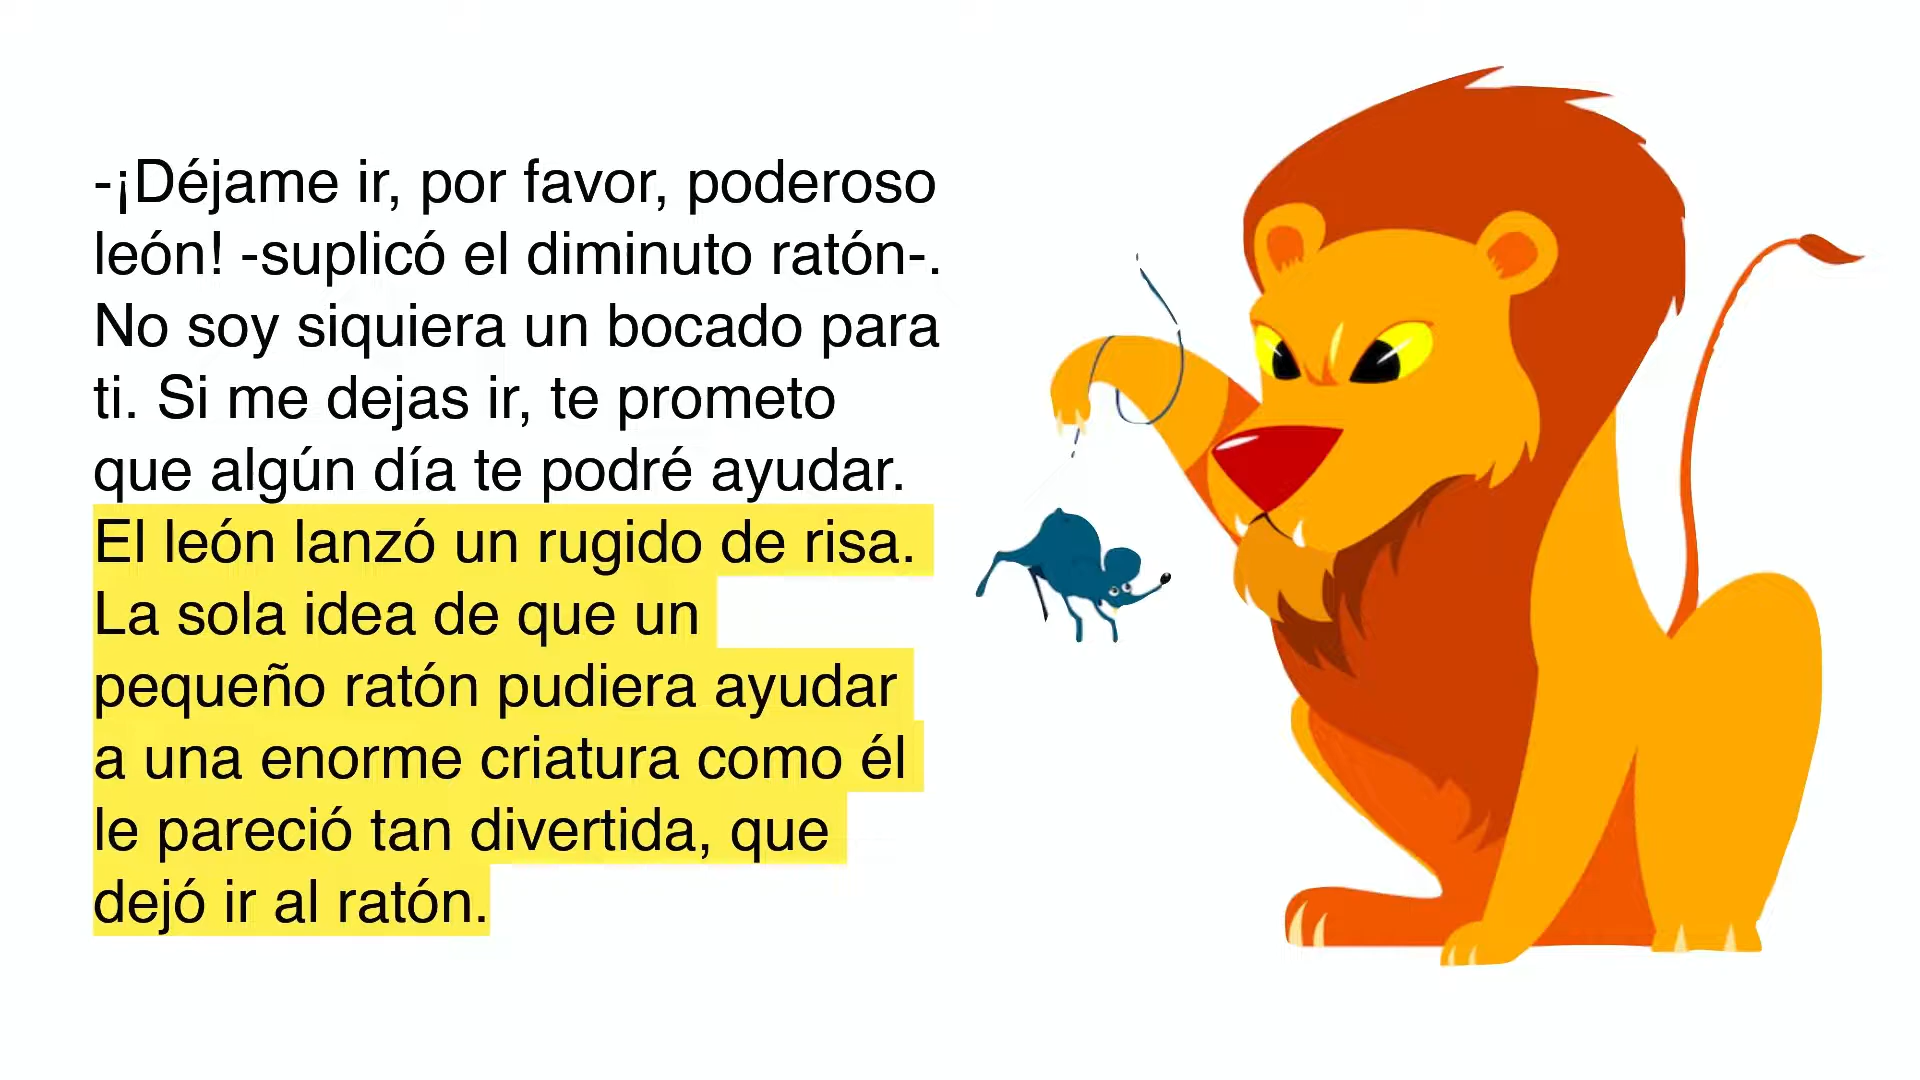 -¡Déjame ir, por favor, poderoso
león! -suplicó el diminuto ratón-.
No soy siquiera un bocado para
ti. Si me dejas ir, te prometo
que algún día te podré ayudar.
El león lanzó un rugido de risa.
La sola idea de que un
pequeño ratón pudiera ayudar
a una enorme criatura como él
le pareció tan divertida, que
dejó ir al ratón.